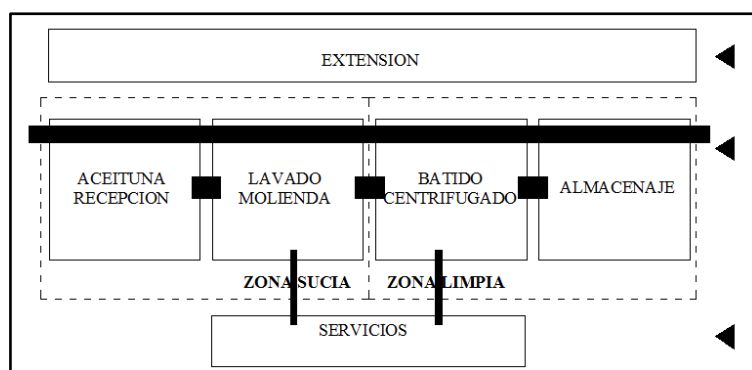 EXTENSION
ACEITUNA
RECEPCION
LAVADO
MOLIENDA
BATIDO
CENTRIFUGADO
ALMACENAJE
ZONA SUCIA
ZONA LIMPIA
SERVICIOS